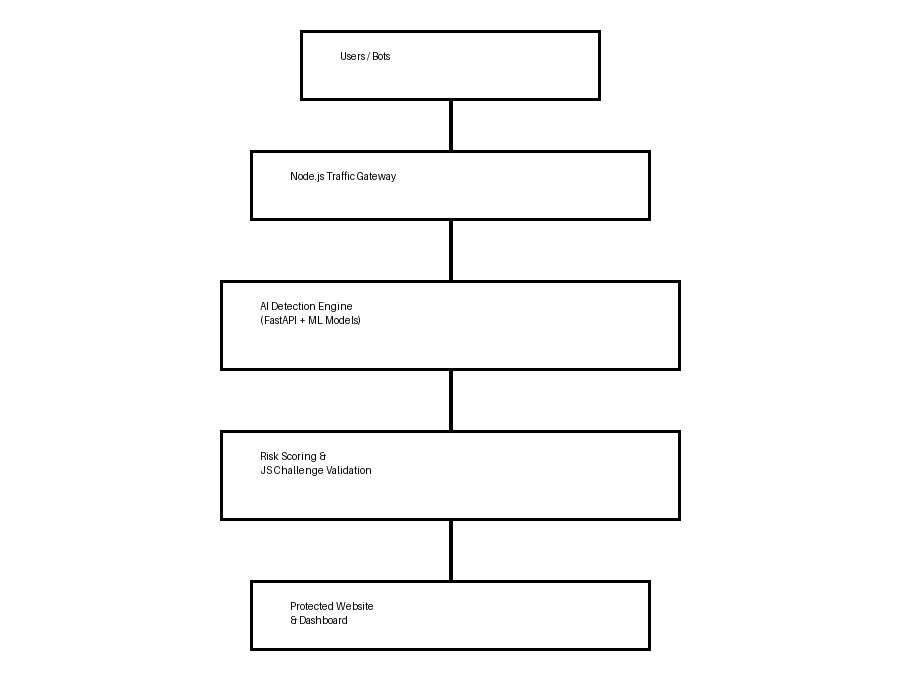 Users / Bots
Node.js Traffic Gateway
AI Detection Engine
(FastAPI + ML Models)
Risk Scoring &
JS Challenge Validation
Protected Website
& Dashboard